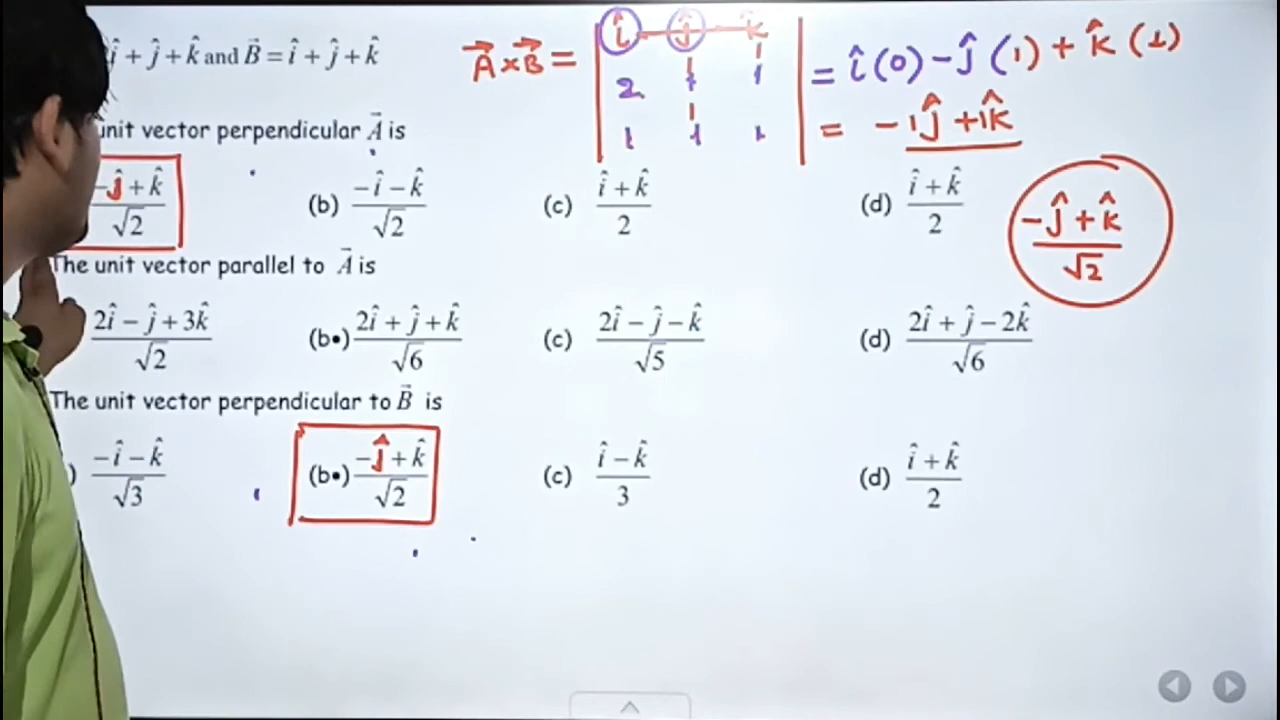 î + ĵ + k̂ and B⃗ = î + ĵ + k̂
A⃗×B⃗ = | î ĵ k̂ | = î(0) - ĵ(1) + k̂(1)
2 1 1
1 1 1 = -1ĵ + 1k̂
unit vector perpendicular A⃗ is
(-ĵ + k̂)/√2 (b) (-î - k̂)/√2 (c) (î + k̂)/2 (d) (î + k̂)/2
(-ĵ + k̂)/√2
The unit vector parallel to A⃗ is
(2î - ĵ + 3k̂)/√2 (b•) (2î + ĵ + k̂)/√6 (c) (2î - ĵ - k̂)/√5 (d) (2î + ĵ - 2k̂)/√6
The unit vector perpendicular to B⃗ is
) (-î - k̂)/√3 (b•) (-ĵ + k̂)/√2 (c) (î - k̂)/3 (d) (î + k̂)/2